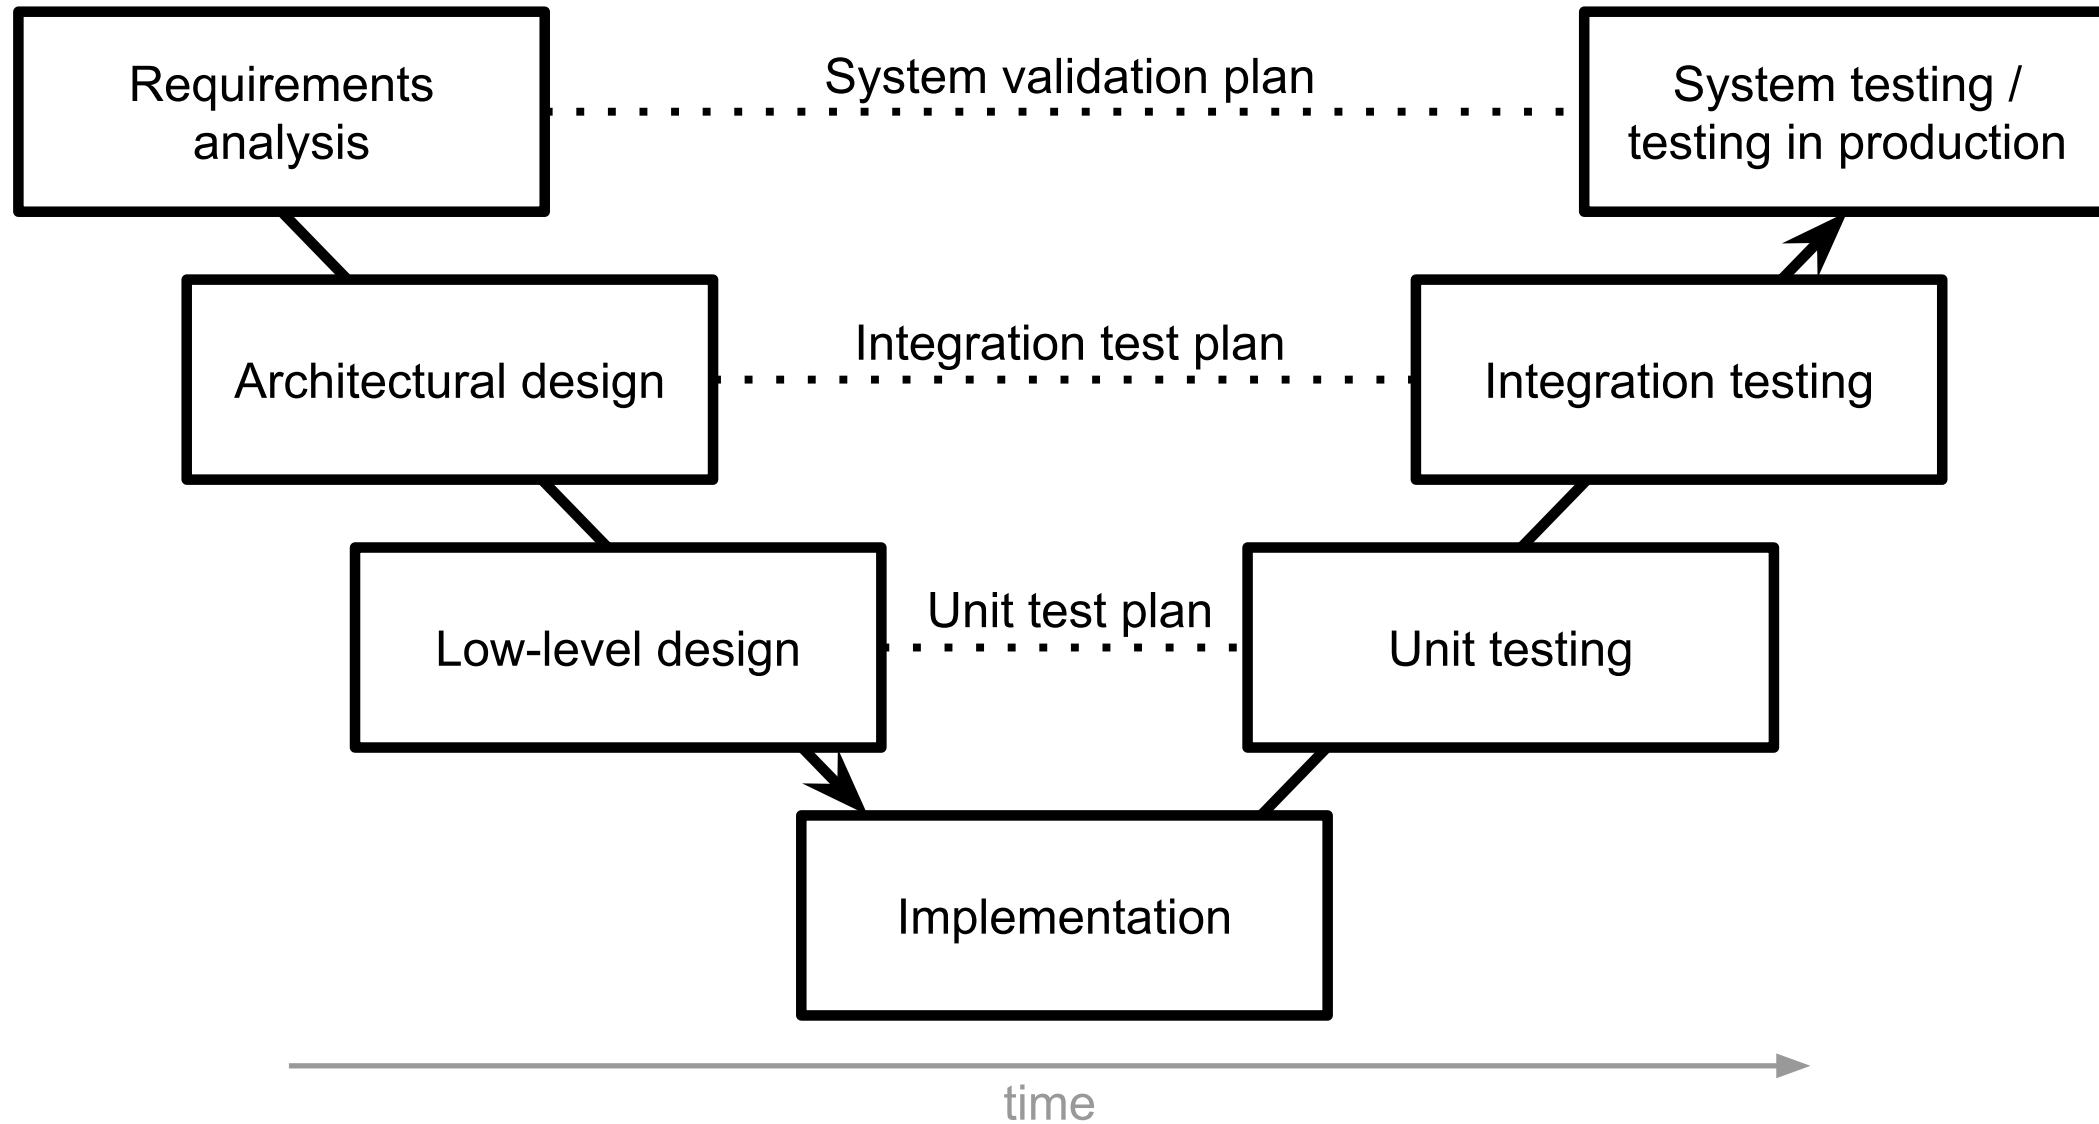 Requirements
analysis
System validation plan
System testing /
testing in production
Architectural design
Integration test plan
Integration testing
Low-level design
Unit test plan
Unit testing
Implementation
time